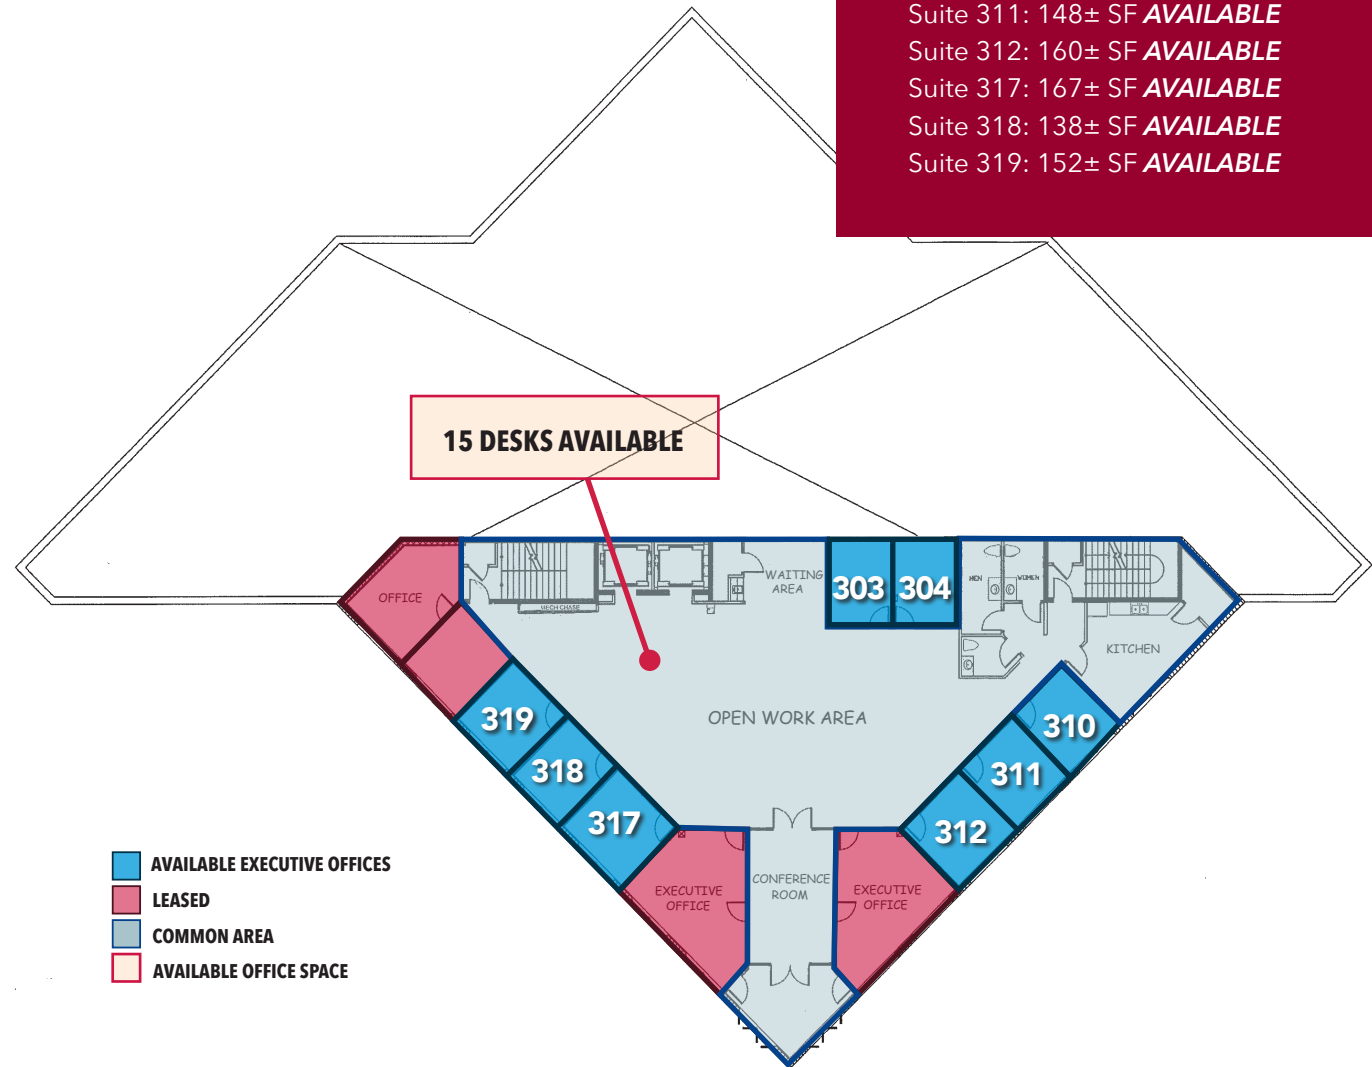 Suite 311: 148± SF AVAILABLE
Suite 312: 160± SF AVAILABLE
Suite 317: 167± SF AVAILABLE
Suite 318: 138± SF AVAILABLE
Suite 319: 152± SF AVAILABLE
15 DESKS AVAILABLE
OFFICE
MECH CHASE
WAITING
AREA
303
304
MEN
WOMEN
KITCHEN
319
318
317
OPEN WORK AREA
310
311
312
EXECUTIVE
OFFICE
CONFERENCE
ROOM
EXECUTIVE
OFFICE
AVAILABLE EXECUTIVE OFFICES
LEASED
COMMON AREA
AVAILABLE OFFICE SPACE